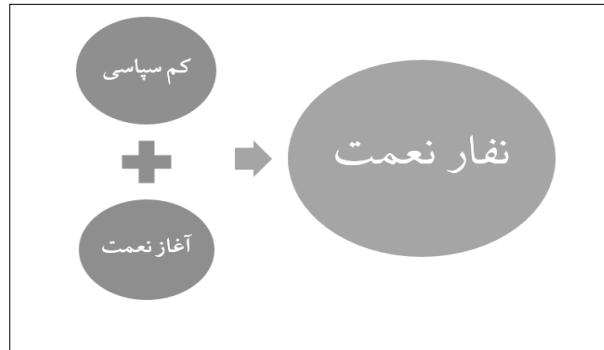 کم سپاسی
نفار نعمت
آغاز نعمت